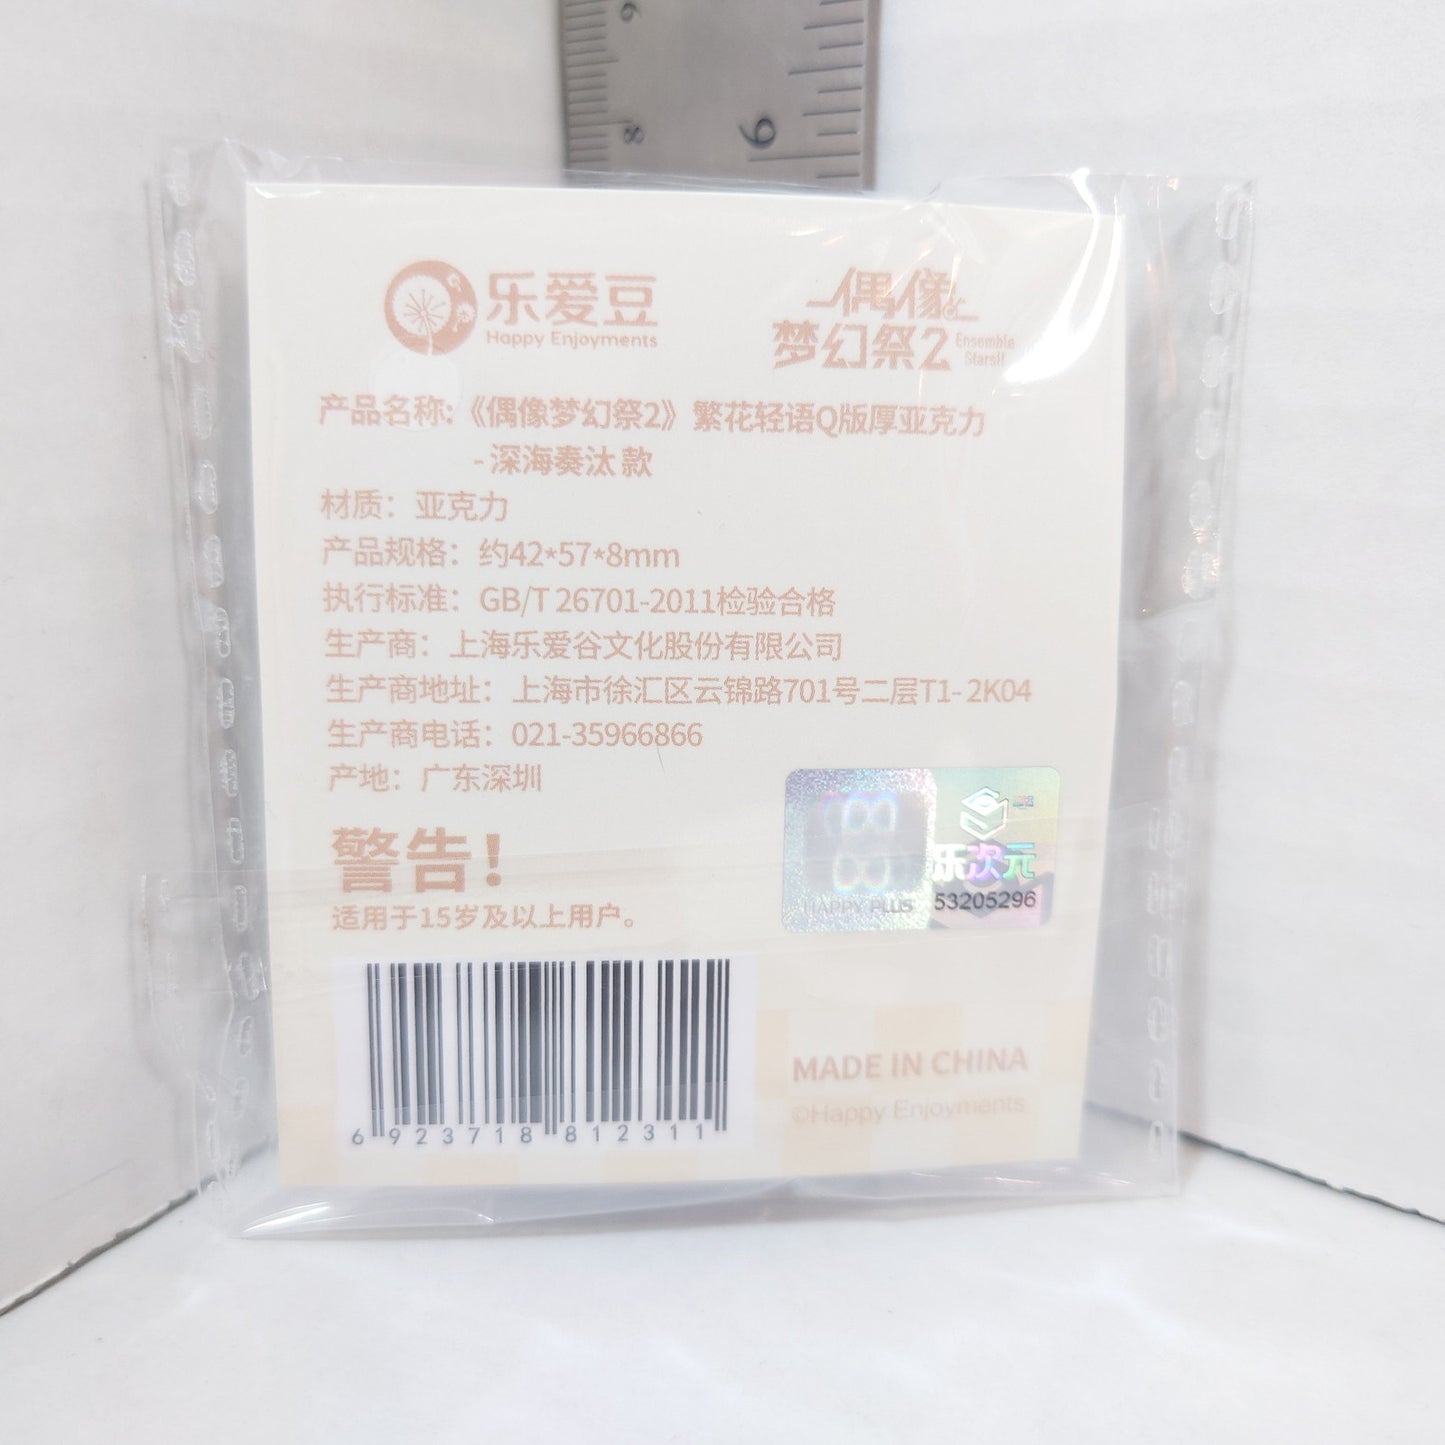 6
8
9
乐爱豆
Happy Enjoyments
偶像
梦幻祭2
Ensemble
Stars!!
产品名称：《偶像梦幻祭2》繁花轻语Q版厚亚克力
-深海奏汰 款
材质：亚克力
产品规格：约42*57*8mm
执行标准：GB/T 26701-2011检验合格
生产商：上海乐爱谷文化股份有限公司
生产商地址：上海市徐汇区云锦路701号二层T1- 2K04
生产商电话：021-35966866
产地：广东深圳
警告！
适用于15岁及以上用户。
HAPPY PLUS
乐次元
53205296
6 923718 812311
MADE IN CHINA
©Happy Enjoyments